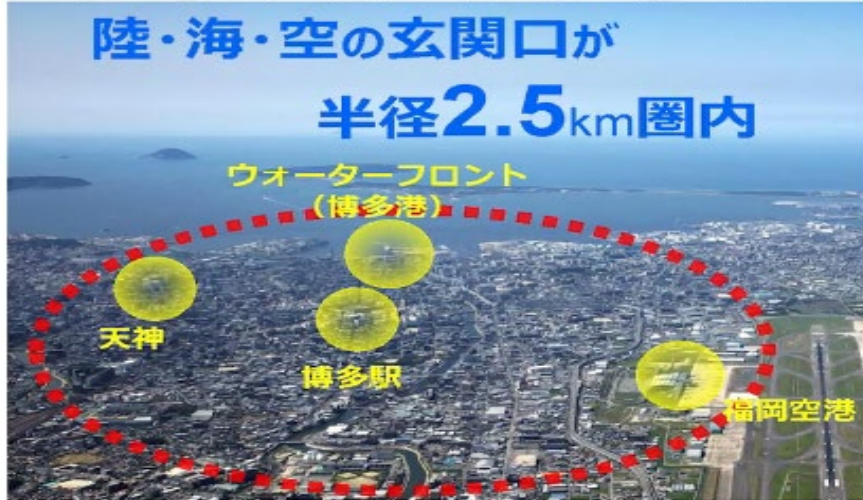 陸・海・空の玄関口が
半径2.5km圏内
ウォーターフロント
（博多港）
天神
博多駅
福岡空港